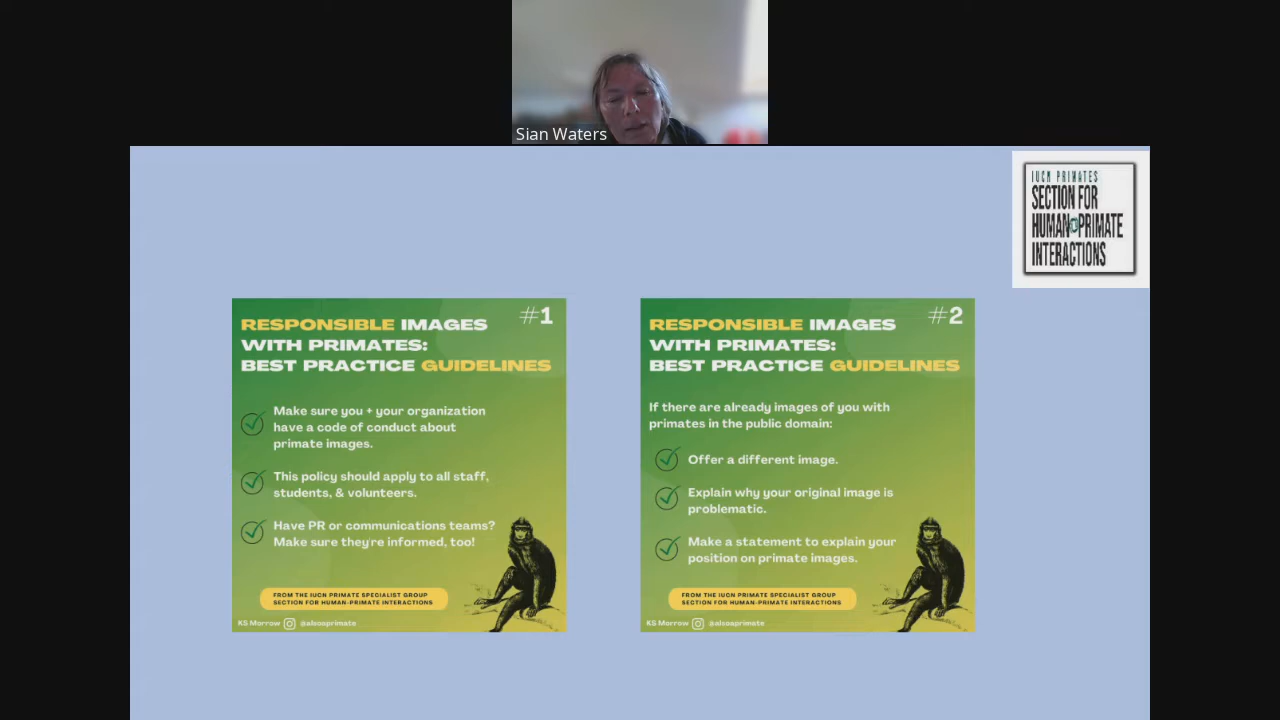 Sian Waters
IUCN PRIMATES
SECTION FOR
HUMAN PRIMATE
INTERACTIONS
#1
RESPONSIBLE IMAGES
WITH PRIMATES:
BEST PRACTICE GUIDELINES
Make sure you + your organization
have a code of conduct about
primate images.
This policy should apply to all staff,
students, & volunteers.
Have PR or communications teams?
Make sure they're informed, too!
FROM THE IUCN PRIMATE SPECIALIST GROUP
SECTION FOR HUMAN-PRIMATE INTERACTIONS
KS Morrow @alsoaprimate
#2
RESPONSIBLE IMAGES
WITH PRIMATES:
BEST PRACTICE GUIDELINES
If there are already images of you with
primates in the public domain:
Offer a different image.
Explain why your original image is
problematic.
Make a statement to explain your
position on primate images.
FROM THE IUCN PRIMATE SPECIALIST GROUP
SECTION FOR HUMAN-PRIMATE INTERACTIONS
KS Morrow @alsoaprimate